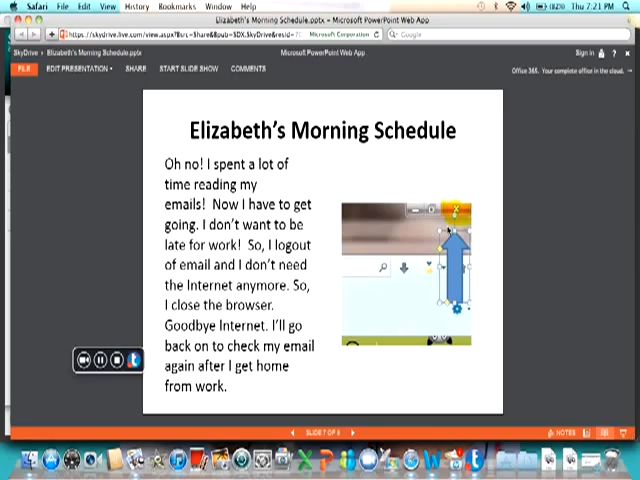 Safari File Edit View History Bookmarks Window Help Thu 7:21 PM
Elizabeth's Morning Schedule.pptx – Microsoft PowerPoint Web App
Microsoft Corporation Google
SkyDrive Elizabeth's Morning Schedule.pptx Microsoft PowerPoint Web App Sign in ?
FILE EDIT PRESENTATION SHARE START SLIDE SHOW COMMENTS Office 365. Your complete office in the cloud.
Elizabeth's Morning Schedule
Oh no! I spent a lot of
time reading my
emails! Now I have to get
going. I don't want to be
late for work! So, I logout
of email and I don't need
the Internet anymore. So,
I close the browser.
Goodbye Internet. I'll go
back on to check my email
again after I get home
from work.
SLIDE 7 OF 8 NOTES